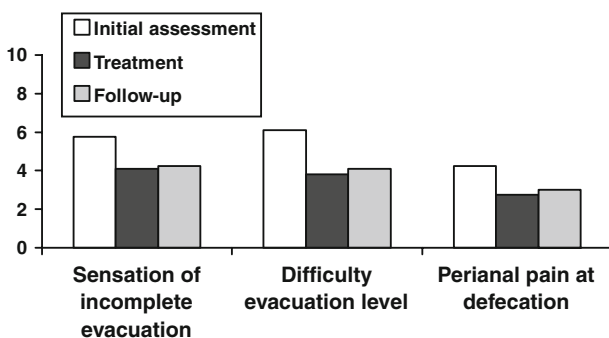 Initial assessment
Treatment
Follow-up
10
8
6
4
2
0
Sensation of
incomplete
evacuation
Difficulty
evacuation level
Perianal pain at
defecation